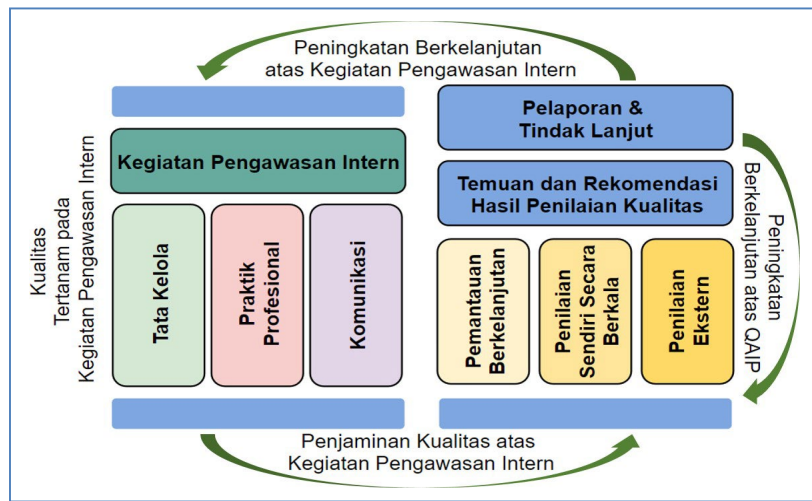 Peningkatan Berkelanjutan
atas Kegiatan Pengawasan Intern
Kualitas
Tertanam pada
Kegiatan Pengawasan Intern
Kegiatan Pengawasan Intern
Tata Kelola
Praktik
Profesional
Komunikasi
Pelaporan &
Tindak Lanjut
Temuan dan Rekomendasi
Hasil Penilaian Kualitas
Pemantauan
Berkelanjutan
Penilaian
Sendiri Secara
Berkala
Penilaian
Ekstern
Peningkatan
Berkelanjutan atas QAIP
Penjaminan Kualitas atas
Kegiatan Pengawasan Intern